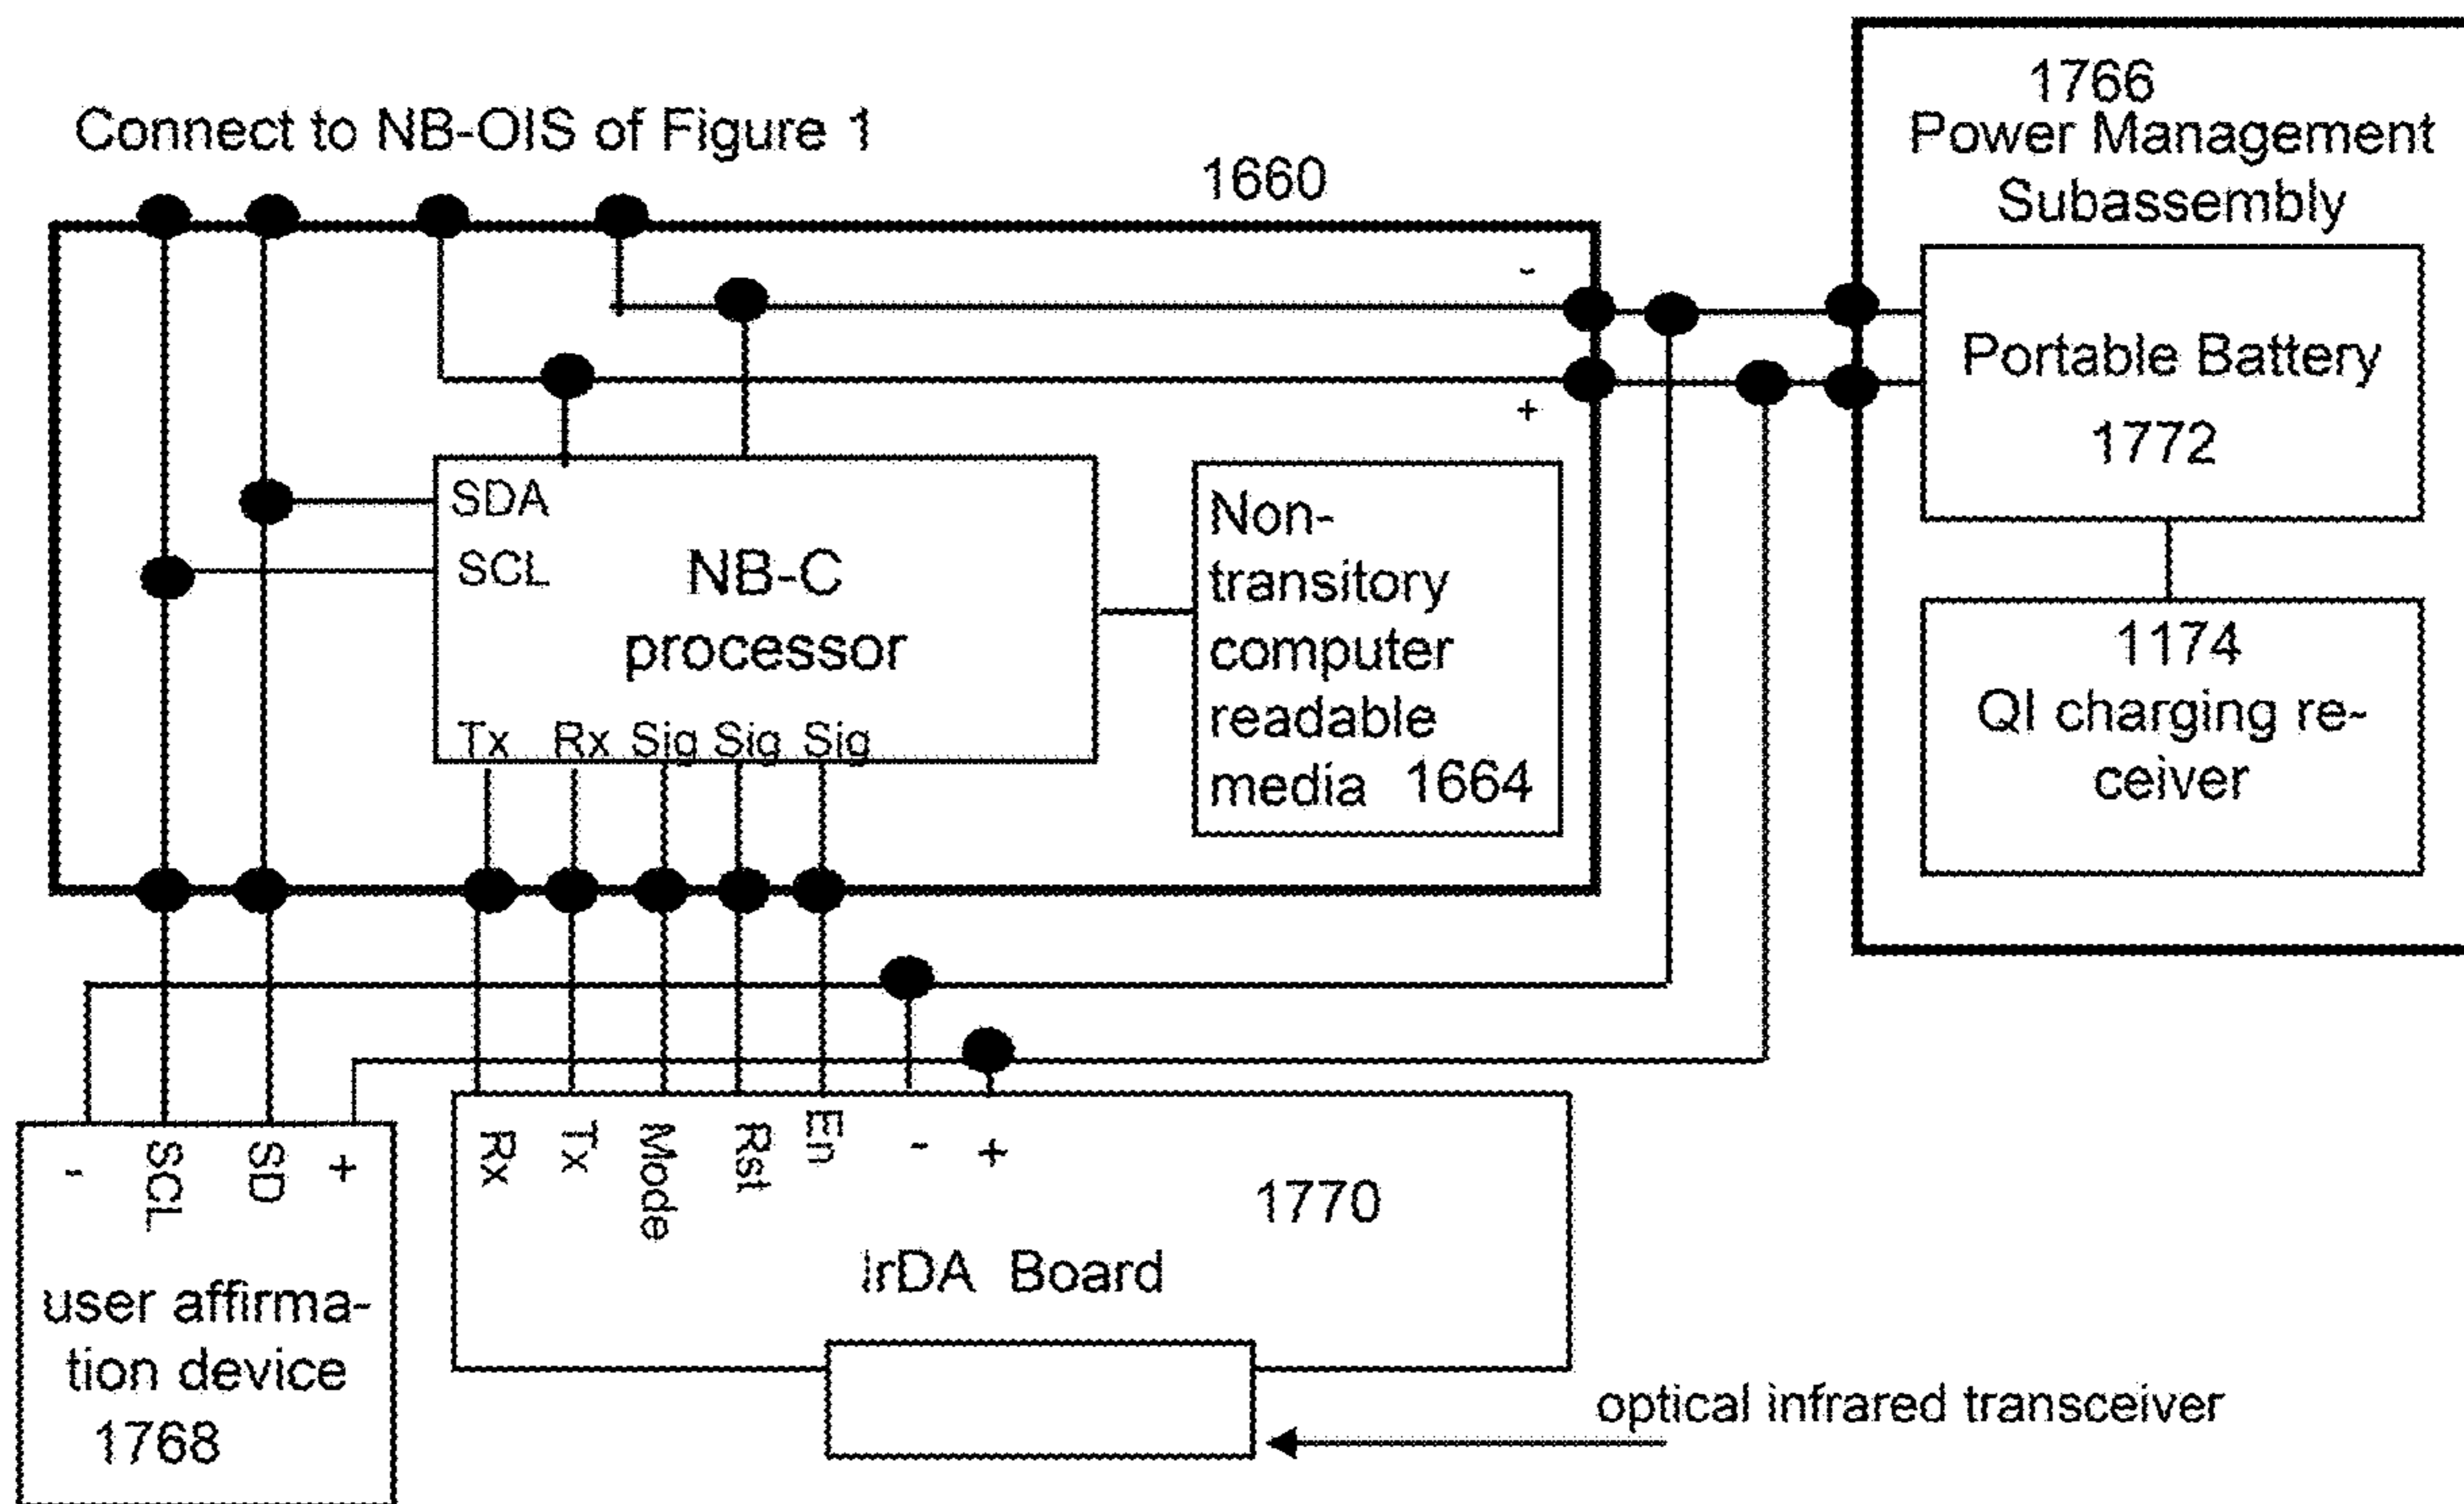 Connect to NB-OIS of Figure 1
1660
1766
Power Management
Subassembly
-
+
Portable Battery
1772
1174
QI charging re-
ceiver
SDA
SCL
NB-C
processor
Tx Rx Sig Sig Sig
Non-
transitory
computer
readable
media 1664
- SCL SD +
user affirma-
tion device
1768
Rx Tx Mode Rst En - +
1770
IrDA Board
optical infrared transceiver